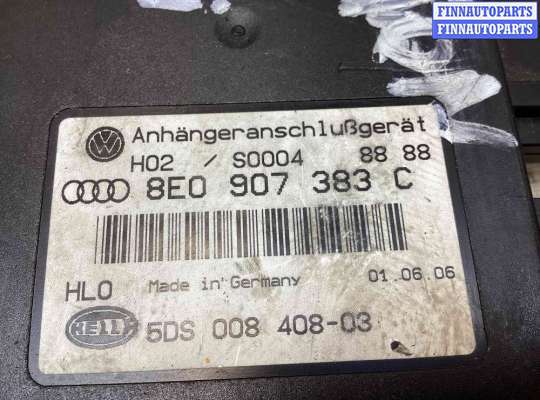 FINNAUTOPARTS
FINNAUTOPARTS
Anhängeranschlußgerät
H02 / S0004 88 88
8E0 907 383 C
HLO Made in Germany 01.06.06
HELLA 5DS 008 408-03